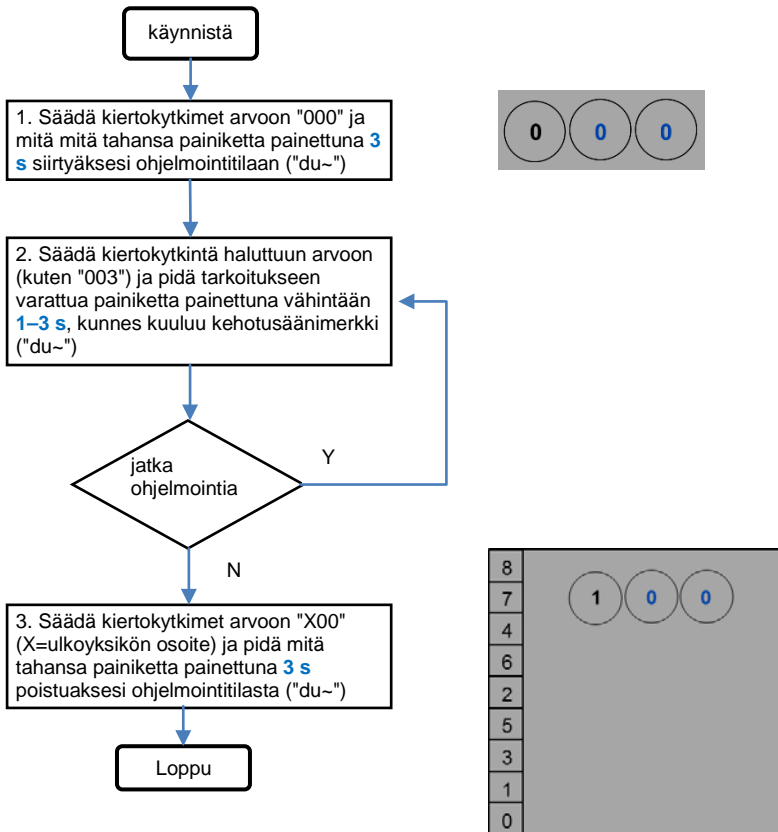 käynnistä
1. Säädä kiertokytkimet arvoon "000" ja
mitä mitä tahansa painiketta painettuna 3
s siirtyäksesi ohjelmointitilaan ("du~")
0 0 0
2. Säädä kiertokytkintä haluttuun arvoon
(kuten "003") ja pidä tarkoitukseen
varattua painiketta painettuna vähintään
1–3 s, kunnes kuuluu kehotusäänimerkki
("du~")
jatka
ohjelmointia
Y
N
3. Säädä kiertokytkimet arvoon "X00"
(X=ulkoyksikön osoite) ja pidä mitä
tahansa painiketta painettuna 3 s
poistuaksesi ohjelmointitilasta ("du~")
Loppu
8
7
4
6
2
5
3
1
0
1 0 0